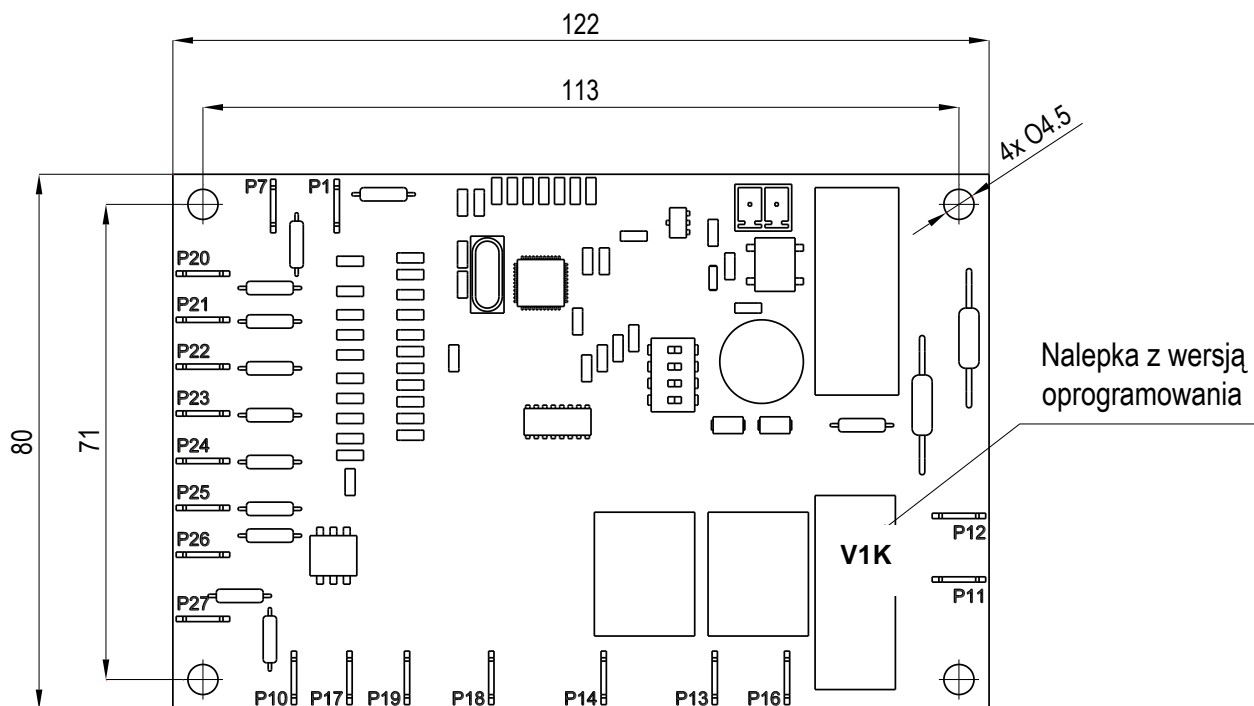 122
113
4x O4.5
P7
P1
P20
P21
P22
P23
P24
P25
P26
P27
80
71
Nalepka z wersją
oprogramowania
V1K
P12
P11
P10
P17
P19
P18
P14
P13
P16